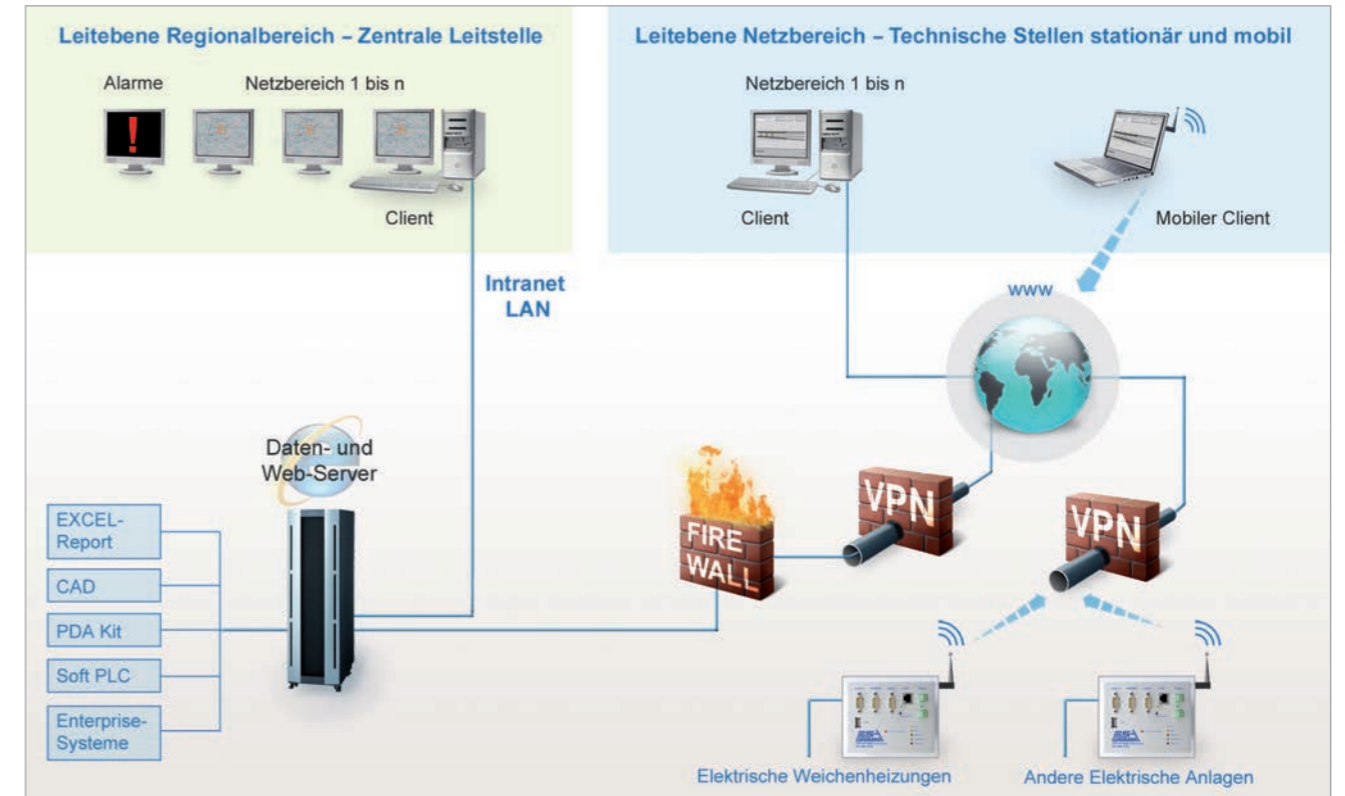 Leitebene Regionalbereich – Zentrale Leitstelle
Alarme
Netzbereich 1 bis n
!
Client
Leitebene Netzbereich – Technische Stellen stationär und mobil
Netzbereich 1 bis n
Client
Mobiler Client
Intranet
LAN
www
Daten- und
Web-Server
EXCEL-
Report
CAD
PDA Kit
Soft PLC
Enterprise-
Systeme
FIRE
WALL
VPN
VPN
Elektrische Weichenheizungen
Andere Elektrische Anlagen